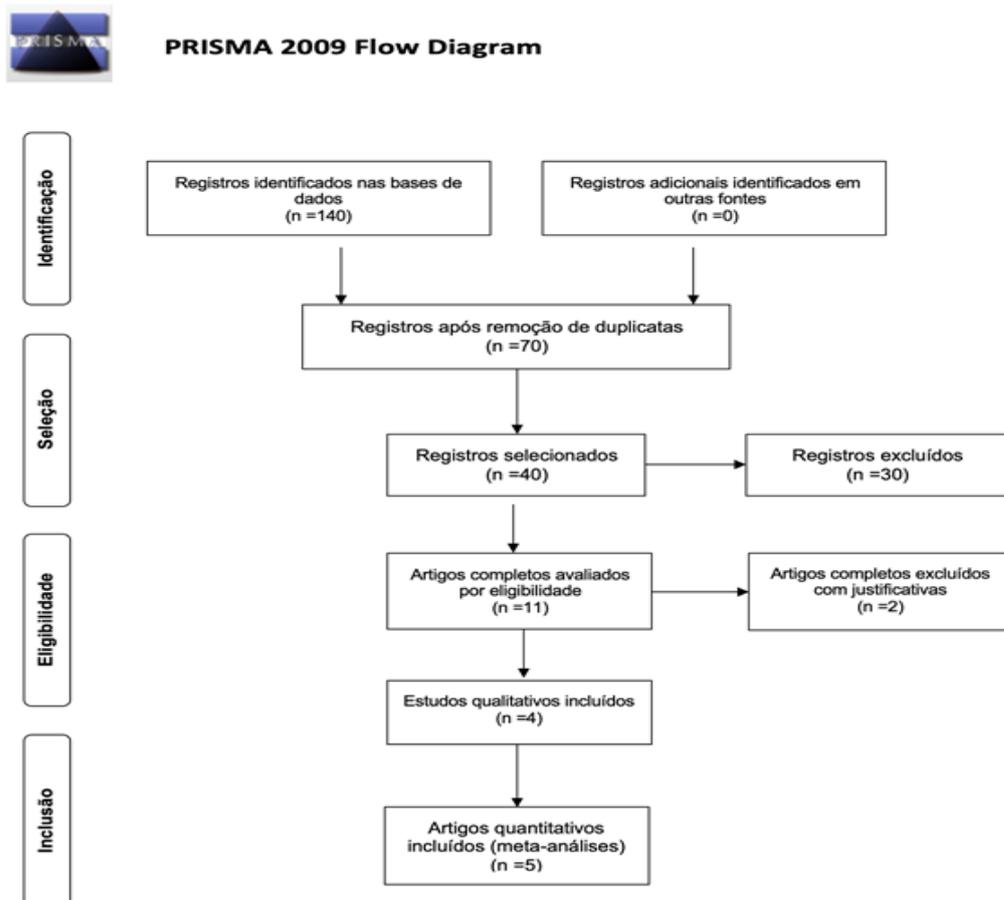 PRISMA
PRISMA 2009 Flow Diagram
Identificação
Registros identificados nas bases de
dados
(n =140)
Registros adicionais identificados em
outras fontes
(n =0)
Registros após remoção de duplicatas
(n =70)
Seleção
Registros selecionados
(n =40)
Registros excluídos
(n =30)
Eligibilidade
Artigos completos avaliados
por eligibilidade
(n =11)
Artigos completos excluídos
com justificativas
(n =2)
Estudos qualitativos incluídos
(n =4)
Inclusão
Artigos quantitativos
incluídos (meta-análises)
(n =5)